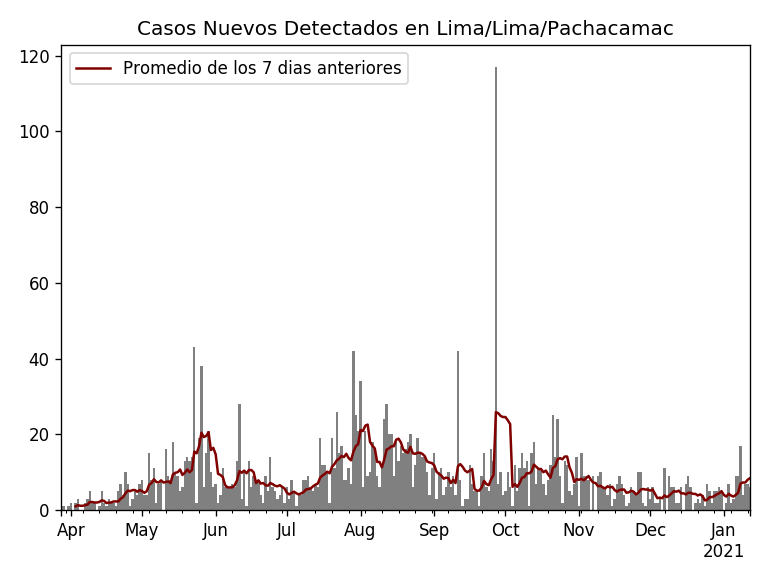 Casos Nuevos Detectados en Lima/Lima/Pachacamac
Promedio de los 7 dias anteriores
120
100
80
60
40
20
0
Apr May Jun Jul Aug Sep Oct Nov Dec Jan
2021